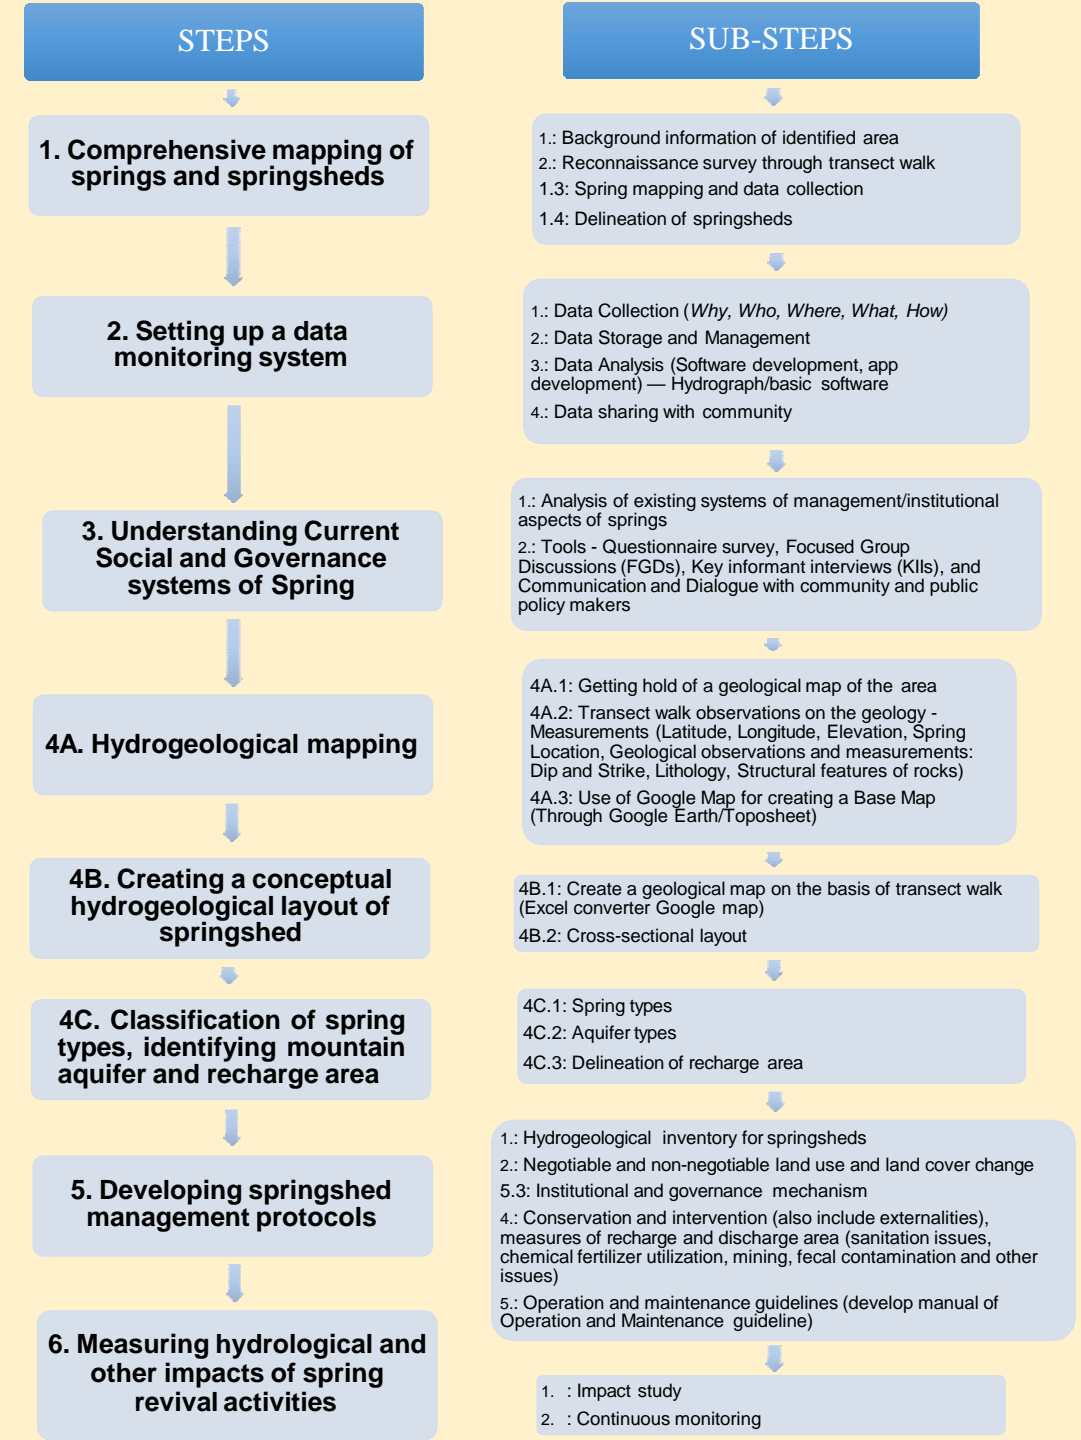 STEPS
1. Comprehensive mapping of
springs and springsheds
2. Setting up a data
monitoring system
3. Understanding Current
Social and Governance
systems of Spring
4A. Hydrogeological mapping
4B. Creating a conceptual
hydrogeological layout of
springshed
4C. Classification of spring
types, identifying mountain
aquifer and recharge area
5. Developing springshed
management protocols
6. Measuring hydrological and
other impacts of spring
revival activities
SUB-STEPS
1.: Background information of identified area
2.: Reconnaissance survey through transect walk
1.3: Spring mapping and data collection
1.4: Delineation of springsheds
1.: Data Collection (Why, Who, Where, What, How)
2.: Data Storage and Management
3.: Data Analysis (Software development, app
development) — Hydrograph/basic software
4.: Data sharing with community
1.: Analysis of existing systems of management/institutional
aspects of springs
2.: Tools - Questionnaire survey, Focused Group
Discussions (FGDs), Key informant interviews (KIIs), and
Communication and Dialogue with community and public
policy makers
4A.1: Getting hold of a geological map of the area
4A.2: Transect walk observations on the geology -
Measurements (Latitude, Longitude, Elevation, Spring
Location, Geological observations and measurements:
Dip and Strike, Lithology, Structural features of rocks)
4A.3: Use of Google Map for creating a Base Map
(Through Google Earth/Toposheet)
4B.1: Create a geological map on the basis of transect walk
(Excel converter Google map)
4B.2: Cross-sectional layout
4C.1: Spring types
4C.2: Aquifer types
4C.3: Delineation of recharge area
1.: Hydrogeological inventory for springsheds
2.: Negotiable and non-negotiable land use and land cover change
5.3: Institutional and governance mechanism
4.: Conservation and intervention (also include externalities),
measures of recharge and discharge area (sanitation issues,
chemical fertilizer utilization, mining, fecal contamination and other
issues)
5.: Operation and maintenance guidelines (develop manual of
Operation and Maintenance guideline)
1. : Impact study
2. : Continuous monitoring